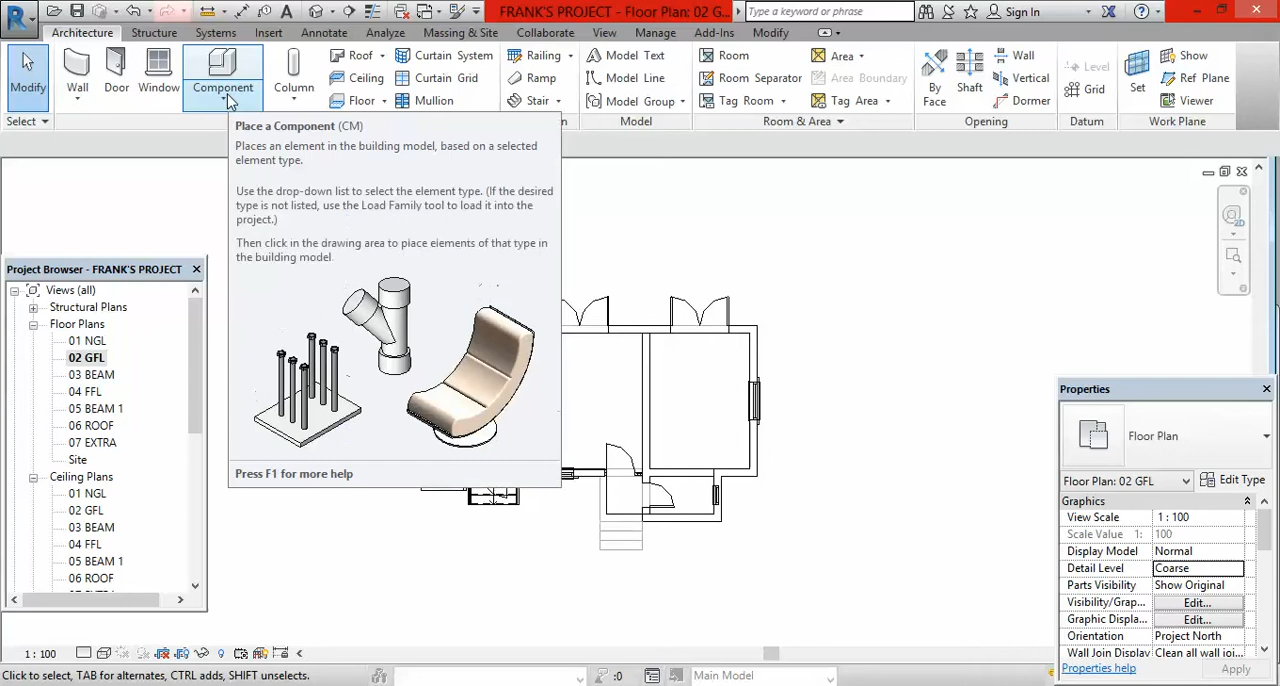 FRANK'S PROJECT - Floor Plan: 02 G...
Type a keyword or phrase
Sign In
Architecture
Structure
Systems
Insert
Annotate
Analyze
Massing & Site
Collaborate
View
Manage
Add-Ins
Modify
Modify
Wall
Door
Window
Component
Column
Roof
Ceiling
Floor
Curtain System
Curtain Grid
Mullion
Railing
Ramp
Stair
Model Text
Model Line
Model Group
Room
Room Separator
Tag Room
Area
Area Boundary
Tag Area
By
Face
Shaft
Wall
Vertical
Dormer
Level
Grid
Set
Show
Ref Plane
Viewer
Select
Model
Room & Area
Opening
Datum
Work Plane
Place a Component (CM)
Places an element in the building model, based on a selected
element type.
Use the drop-down list to select the element type. (If the desired
type is not listed, use the Load Family tool to load it into the
project.)
Then click in the drawing area to place elements of that type in
the building model.
Press F1 for more help
2D
Project Browser - FRANK'S PROJECT
Views (all)
Structural Plans
Floor Plans
01 NGL
02 GFL
03 BEAM
04 FFL
05 BEAM 1
06 ROOF
07 EXTRA
Site
Ceiling Plans
01 NGL
02 GFL
03 BEAM
04 FFL
05 BEAM 1
06 ROOF
Properties
Floor Plan
Floor Plan: 02 GFL
Edit Type
Graphics
View Scale 1 : 100
Scale Value 1: 100
Display Model Normal
Detail Level Coarse
Parts Visibility Show Original
Visibility/Grap... Edit...
Graphic Displa... Edit...
Orientation Project North
Wall Join Display Clean all wall joi...
Properties help
Apply
1 : 100
Click to select, TAB for alternates, CTRL adds, SHIFT unselects.
:0
Main Model